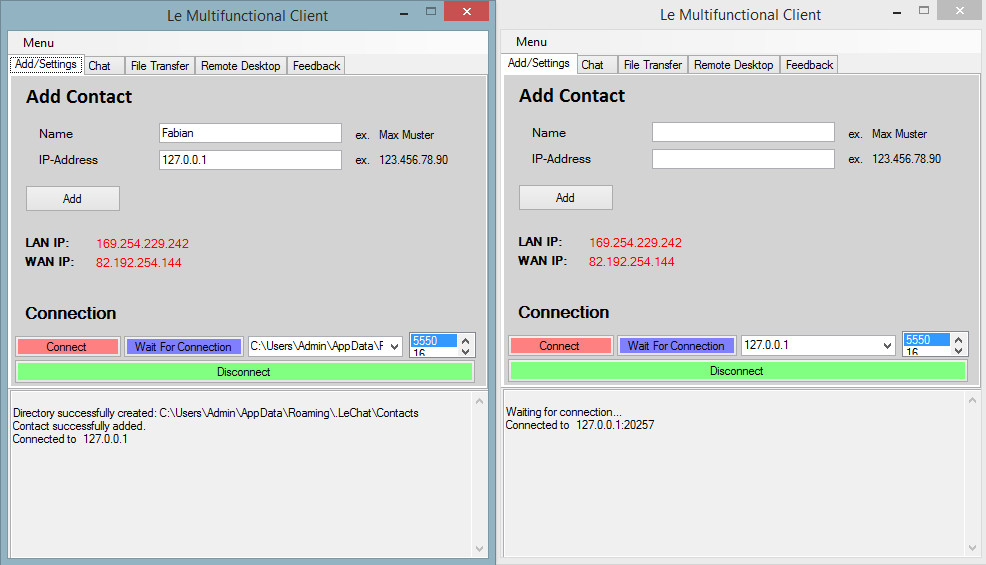 Le Multifunctional Client
Menu
Add/Settings Chat File Transfer Remote Desktop Feedback
Add Contact
Name Fabian ex. Max Muster
IP-Address 127.0.0.1 ex. 123.456.78.90
Add
LAN IP: 169.254.229.242
WAN IP: 82.192.254.144
Connection
Connect Wait For Connection C:\Users\Admin\AppData\F 5550
16
Disconnect
Directory successfully created: C:\Users\Admin\AppData\Roaming\.LeChat\Contacts
Contact successfully added.
Connected to 127.0.0.1
Le Multifunctional Client
Menu
Add/Settings Chat File Transfer Remote Desktop Feedback
Add Contact
Name ex. Max Muster
IP-Address ex. 123.456.78.90
Add
LAN IP: 169.254.229.242
WAN IP: 82.192.254.144
Connection
Connect Wait For Connection 127.0.0.1 5550
16
Disconnect
Waiting for connection...
Connected to 127.0.0.1:20257